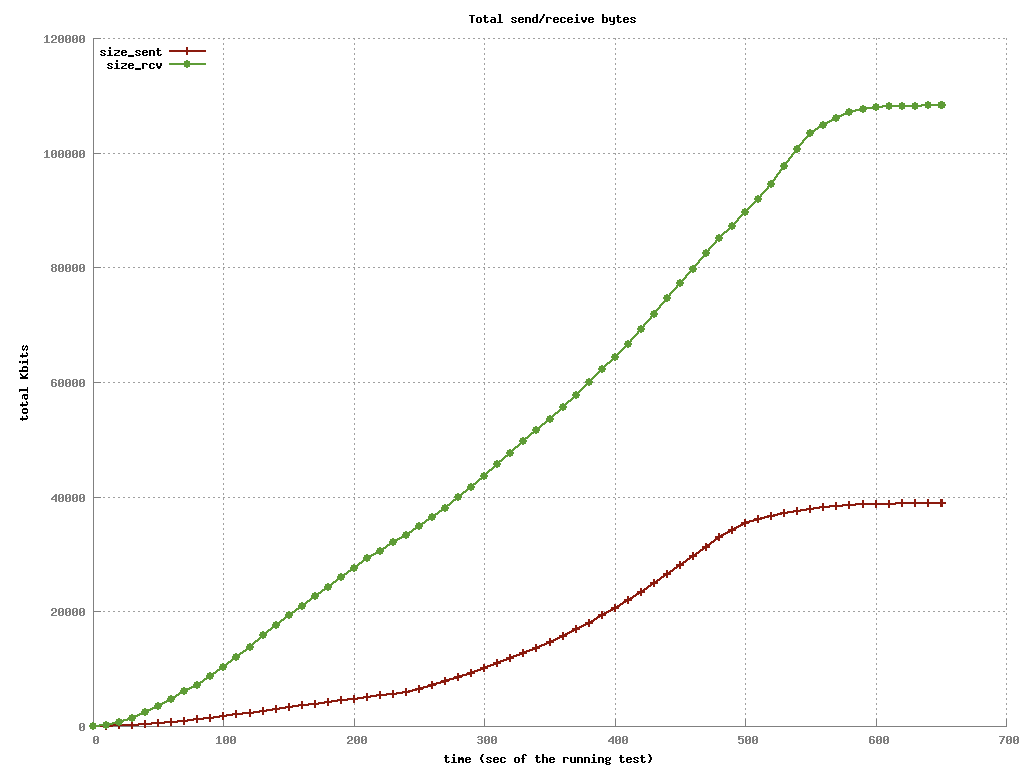 Total send/receive bytes
120000
size_sent
size_rcv
100000
80000
60000
total Kbits
40000
20000
0
0 100 200 300 400 500 600 700
time (sec of the running test)